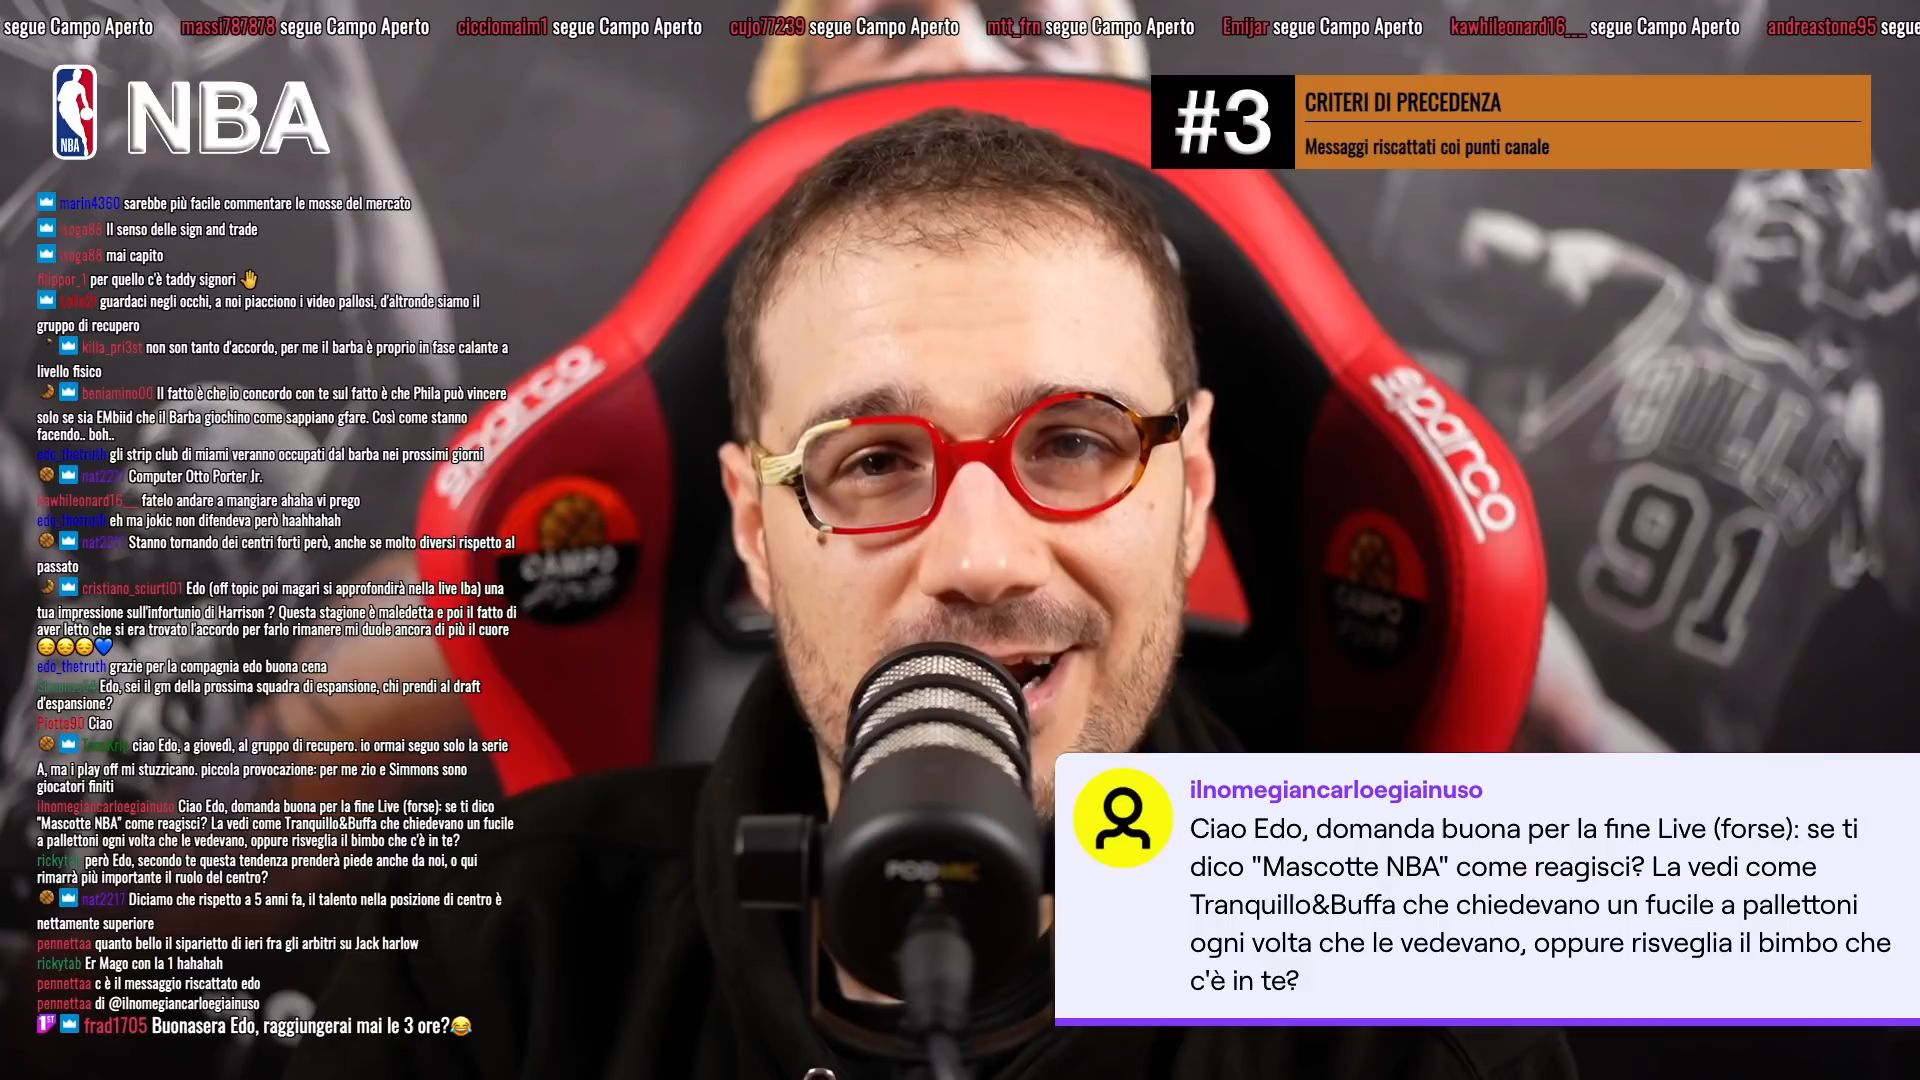 segue Campo Aperto massi787878 segue Campo Aperto cicciomaim1 segue Campo Aperto cujo77239 segue Campo Aperto mtt_frn segue Campo Aperto Emijar segue Campo Aperto kawhileonard16__ segue Campo Aperto andreastone95 segue
NBA
NBA
#3
CRITERI DI PRECEDENZA
Messaggi riscattati coi punti canale
marin4360 sarebbe più facile commentare le mosse del mercato
isoga88 Il senso delle sign and trade
isoga88 mai capito
filippor_1 per quello c'è taddy signori 🤚
guardaci negli occhi, a noi piacciono i video pallosi, d'altronde siamo il
gruppo di recupero
killa_pri3st non son tanto d'accordo, per me il barba è proprio in fase calante a
livello fisico
beniamino00 Il fatto è che io concordo con te sul fatto è che Phila può vincere
solo se sia EMbiid che il Barba giochino come sappiano gfare. Così come stanno
facendo.. boh..
edo_thetruth gli strip club di miami veranno occupati dal barba nei prossimi giorni
nat2217 Computer Otto Porter Jr.
kawhileonard16__ fatelo andare a mangiare ahaha vi prego
edo_thetruth eh ma jokic non difendeva però haahhahah
nat2217 Stanno tornando dei centri forti però, anche se molto diversi rispetto al
passato
cristiano_sciurti01 Edo (off topic poi magari si approfondirà nella live lba) una
tua impressione sull'infortunio di Harrison ? Questa stagione è maledetta e poi il fatto di
aver letto che si era trovato l'accordo per farlo rimanere mi duole ancora di più il cuore
😔😔😔💙
edo_thetruth grazie per la compagnia edo buona cena
Edo, sei il gm della prossima squadra di espansione, chi prendi al draft
d'espansione?
Piotta90 Ciao
ciao Edo, a giovedì, al gruppo di recupero. io ormai seguo solo la serie
A, ma i play off mi stuzzicano. piccola provocazione: per me zio e Simmons sono
giocatori finiti
ilnomegiancarloegiainuso Ciao Edo, domanda buona per la fine Live (forse): se ti dico
"Mascotte NBA" come reagisci? La vedi come Tranquillo&Buffa che chiedevano un fucile
a pallettoni ogni volta che le vedevano, oppure risveglia il bimbo che c'è in te?
rickytab però Edo, secondo te questa tendenza prenderà piede anche da noi, o qui
rimarrà più importante il ruolo del centro?
nat2217 Diciamo che rispetto a 5 anni fa, il talento nella posizione di centro è
nettamente superiore
pennettaa quanto bello il siparietto di ieri fra gli arbitri su Jack harlow
rickytab Er Mago con la 1 hahahah
pennettaa c è il messaggio riscattato edo
pennettaa di @ilnomegiancarloegiainuso
1ST frad1705 Buonasera Edo, raggiungerai mai le 3 ore?😂
sparco
sparco
CAMPO
CAMPO
BULLS
91
ilnomegiancarloegiainuso
Ciao Edo, domanda buona per la fine Live (forse): se ti
dico "Mascotte NBA" come reagisci? La vedi come
Tranquillo&Buffa che chiedevano un fucile a pallettoni
ogni volta che le vedevano, oppure risveglia il bimbo che
c'è in te?